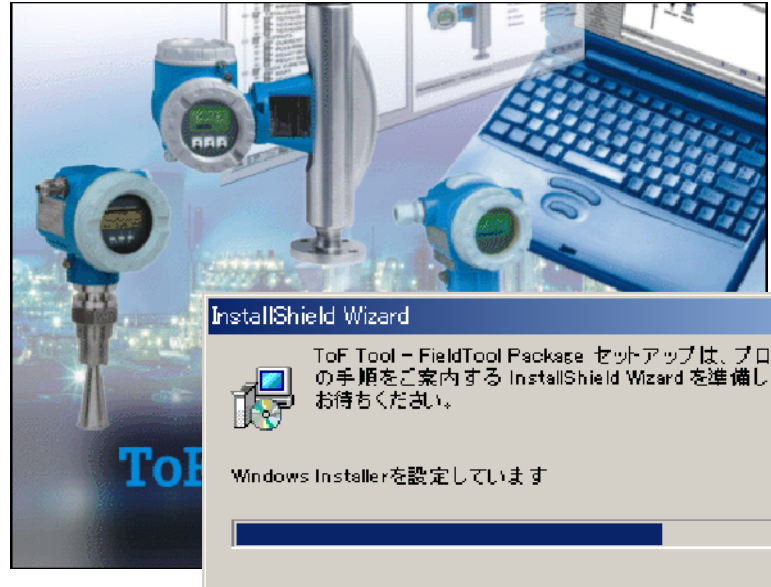 InstallShield Wizard
ToF Tool - FieldTool Package セットアップは、プロ
の手順をご案内する InstallShield Wizard を準備し
お待ちください。
Windows Installerを設定しています
ToF